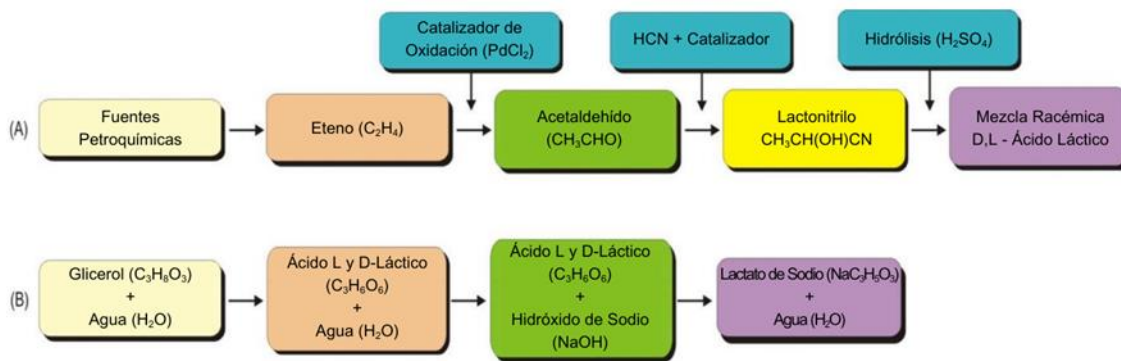 Catalizador de
Oxidación (PdCl₂)
HCN + Catalizador
Hidrólisis (H₂SO₄)
(A)
Fuentes
Petroquímicas
Eteno (C₂H₄)
Acetaldehído
(CH₃CHO)
Lactonitrilo
CH₃CH(OH)CN
Mezcla Racémica
D,L - Ácido Láctico
(B)
Glicerol (C₃H₈O₃)
+
Agua (H₂O)
Ácido L y D-Láctico
(C₃H₆O₆)
+
Agua (H₂O)
Ácido L y D-Láctico
(C₃H₆O₆)
+
Hidróxido de Sodio
(NaOH)
Lactato de Sodio (NaC₃H₅O₃)
+
Agua (H₂O)